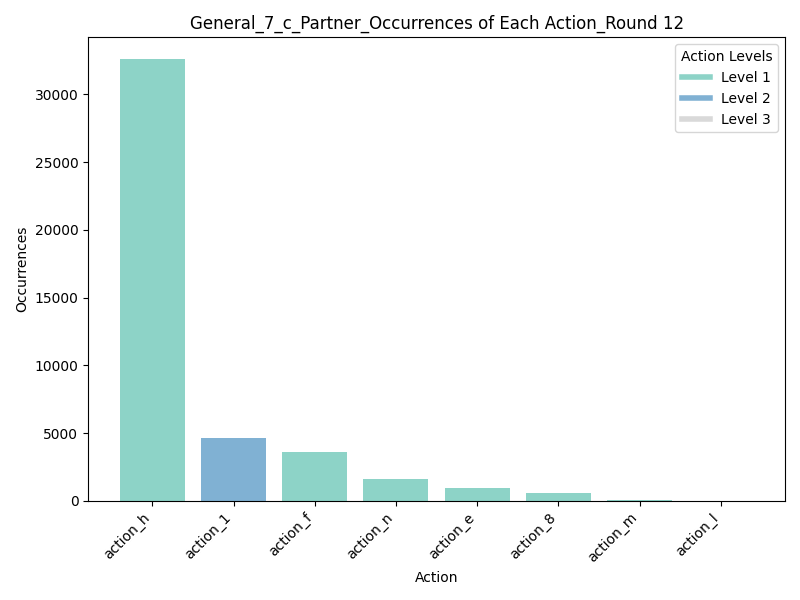 General_7_c_Partner_Occurrences of Each Action_Round 12
Action Levels
Level 1
Level 2
Level 3
Occurrences
30000
25000
20000
15000
10000
5000
0
action_h
action_1
action_f
action_n
action_e
action_8
action_m
action_l
Action